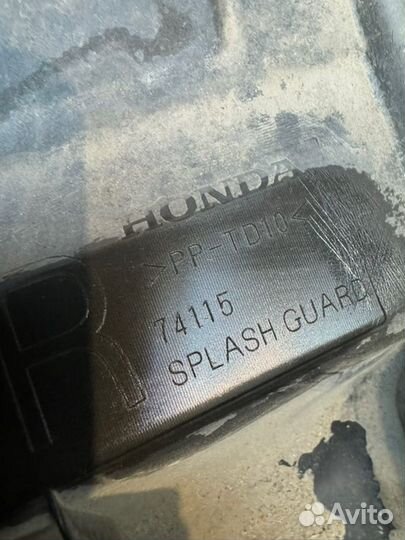 HONDA
>PP-TD10<
R
74115
SPLASH GUARD
Avito